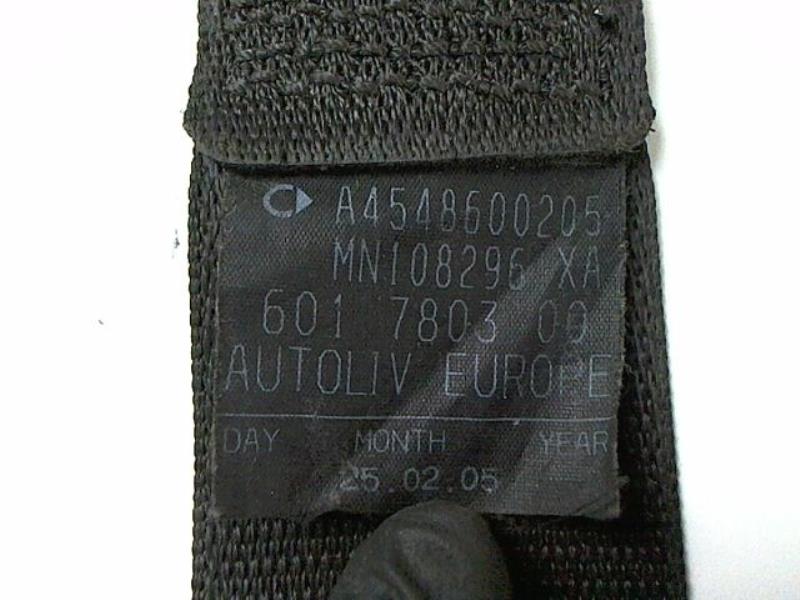 A4548600205
MN108296 XA
601 7803 00
AUTOLIV EUROPE
DAY MONTH YEAR
25.02.05